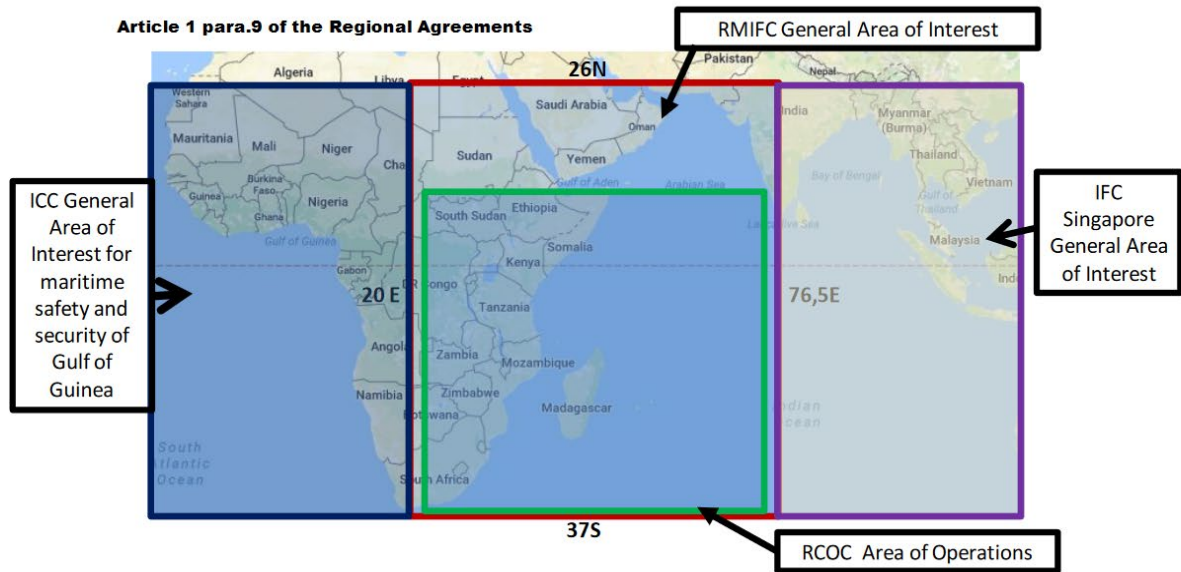 Article 1 para.9 of the Regional Agreements
RMIFC General Area of Interest
26N
Algeria
Libya
Egypt
Pakistan
Nepal
Western
Sahara
Saudi Arabia
Oman
India
Myanmar
(Burma)
Mauritania
Mali
Niger
Sudan
Yemen
Thailand
Burkina
Faso
Gulf of Aden
Arabian Sea
Bay of Bengal
Vietnam
Guinea
Ghana
Nigeria
South Sudan
Ethiopia
Gulf of
Thailand
Gulf of Guinea
Somalia
Malaysia
Gabon
Kenya
20 E
Congo
Tanzania
76,5E
Angola
Zambia
Mozambique
Namibia
Zimbabwe
Botswana
Madagascar
South
Atlantic
Ocean
South Africa
37S
ICC General
Area of
Interest for
maritime
safety and
security of
Gulf of
Guinea
IFC
Singapore
General Area
of Interest
RCOC Area of Operations